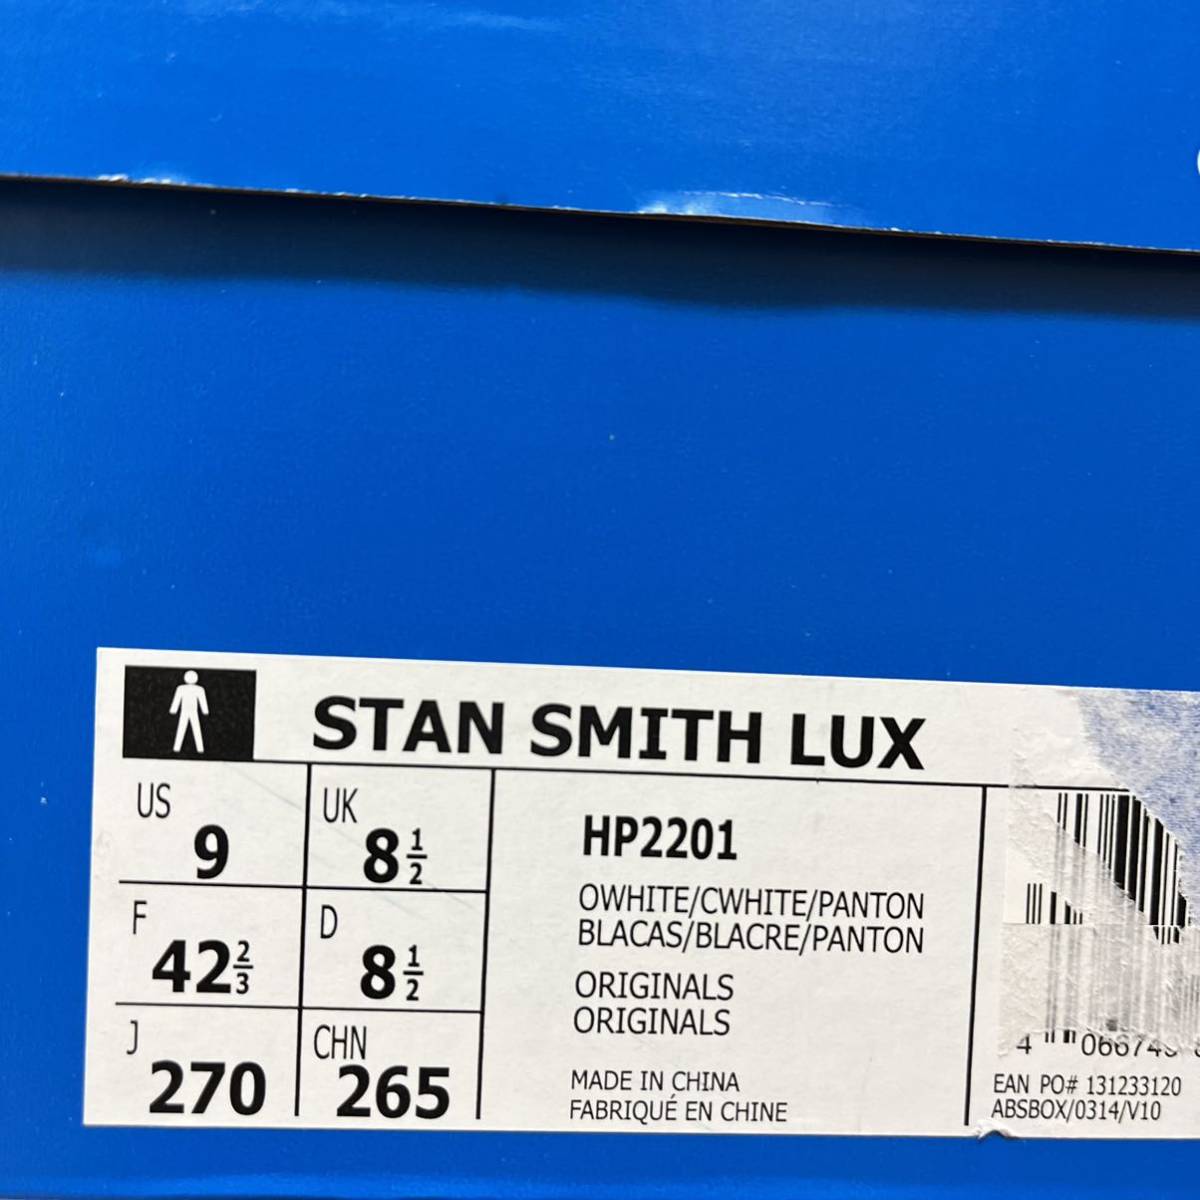 STAN SMITH LUX
US 9
UK 8 1/2
F 42 2/3
D 8 1/2
J 270
CHN 265
HP2201
OWHITE/CWHITE/PANTON
BLACAS/BLACRE/PANTON
ORIGINALS
ORIGINALS
MADE IN CHINA
FABRIQUÉ EN CHINE
EAN PO# 131233120
ABSBOX/0314/V10